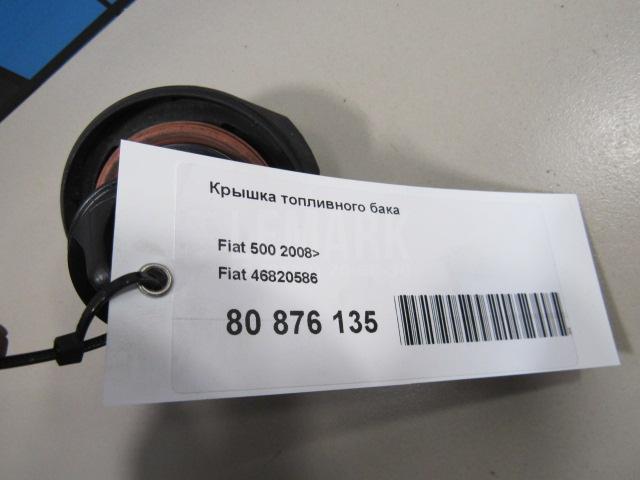 Крышка топливного бака
Fiat 500 2008>
Fiat 46820586
80 876 135